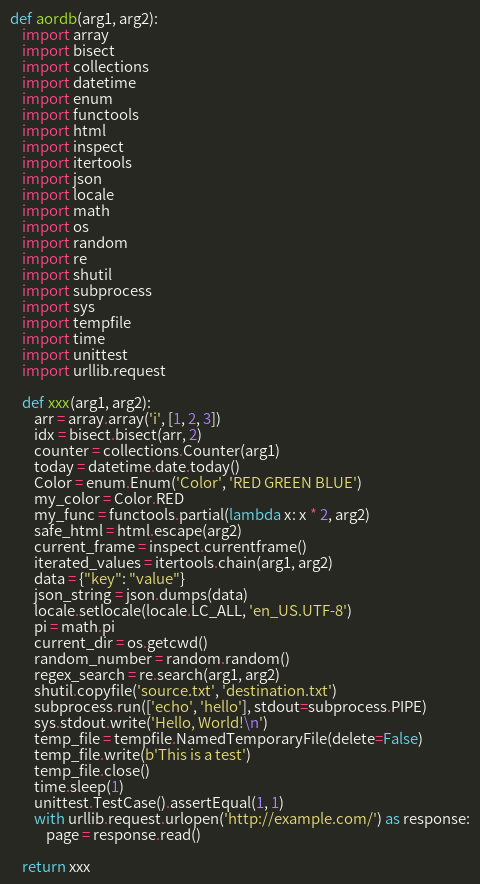 def aordb(arg1, arg2):
    import array
    import bisect
    import collections
    import datetime
    import enum
    import functools
    import html
    import inspect
    import itertools
    import json
    import locale
    import math
    import os
    import random
    import re
    import shutil
    import subprocess
    import sys
    import tempfile
    import time
    import unittest
    import urllib.request

    def xxx(arg1, arg2):
        arr = array.array('i', [1, 2, 3])
        idx = bisect.bisect(arr, 2)
        counter = collections.Counter(arg1)
        today = datetime.date.today()
        Color = enum.Enum('Color', 'RED GREEN BLUE')
        my_color = Color.RED
        my_func = functools.partial(lambda x: x * 2, arg2)
        safe_html = html.escape(arg2)
        current_frame = inspect.currentframe()
        iterated_values = itertools.chain(arg1, arg2)
        data = {"key": "value"}
        json_string = json.dumps(data)
        locale.setlocale(locale.LC_ALL, 'en_US.UTF-8')
        pi = math.pi
        current_dir = os.getcwd()
        random_number = random.random()
        regex_search = re.search(arg1, arg2)
        shutil.copyfile('source.txt', 'destination.txt')
        subprocess.run(['echo', 'hello'], stdout=subprocess.PIPE)
        sys.stdout.write('Hello, World!\n')
        temp_file = tempfile.NamedTemporaryFile(delete=False)
        temp_file.write(b'This is a test')
        temp_file.close()
        time.sleep(1)
        unittest.TestCase().assertEqual(1, 1)
        with urllib.request.urlopen('http://example.com/') as response:
            page = response.read()

    return xxx